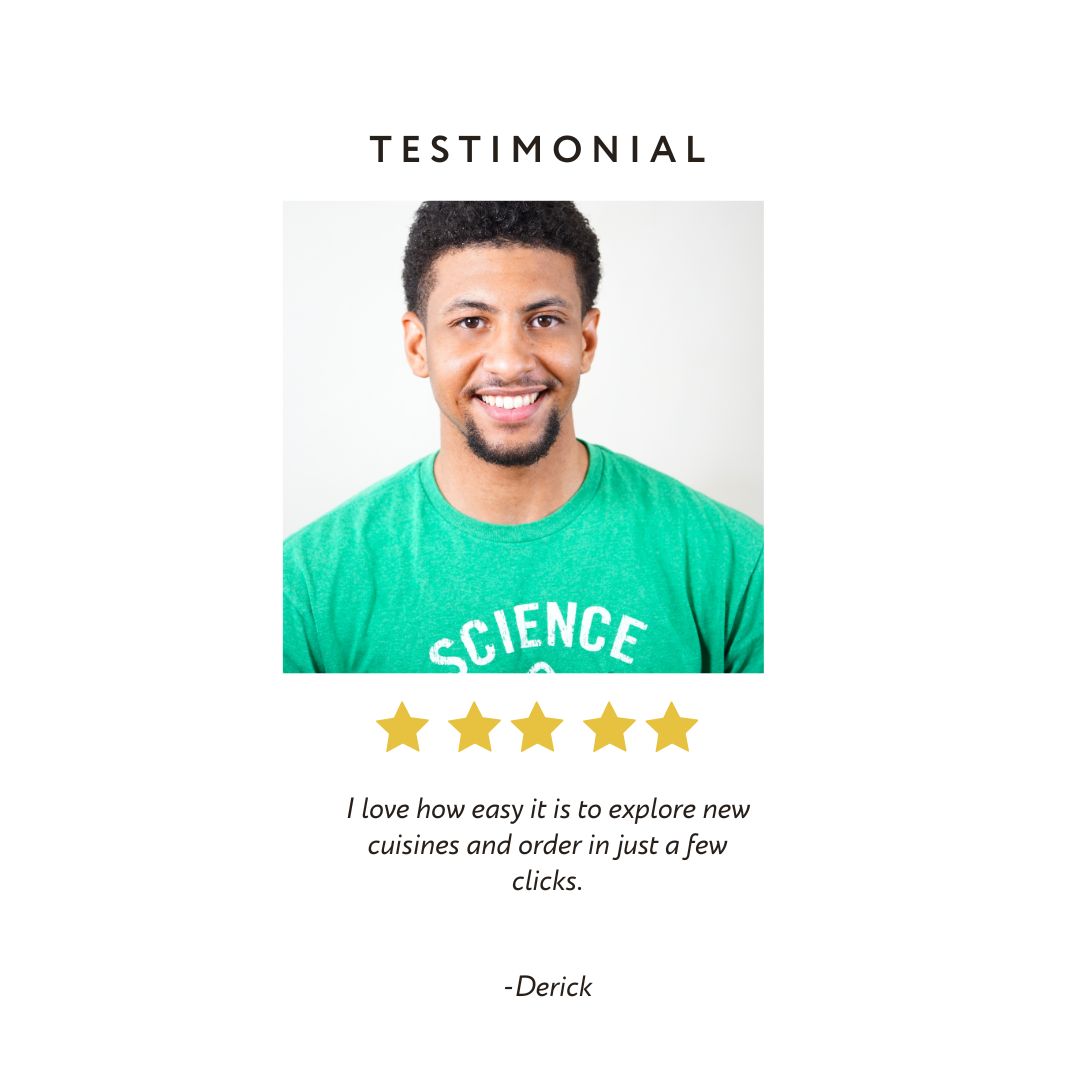 TESTIMONIAL
SCIENCE
I love how easy it is to explore new
cuisines and order in just a few
clicks.
-Derick